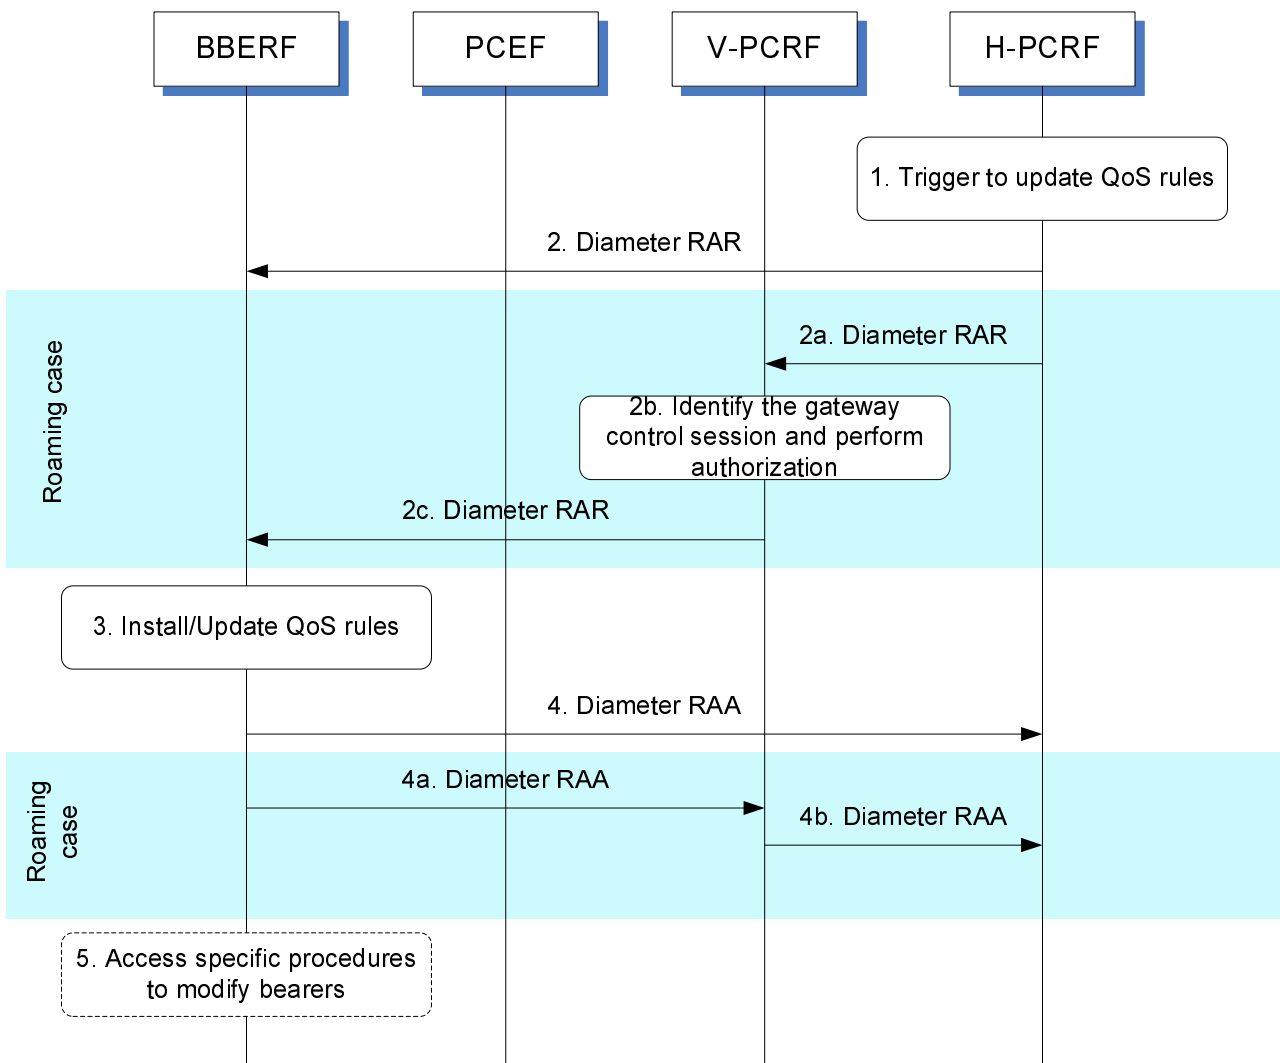 BBERF
PCEF
V-PCRF
H-PCRF
1. Trigger to update QoS rules
2. Diameter RAR
Roaming case
2a. Diameter RAR
2b. Identify the gateway
control session and perform
authorization
2c. Diameter RAR
3. Install/Update QoS rules
4. Diameter RAA
Roaming
case
4a. Diameter RAA
4b. Diameter RAA
5. Access specific procedures
to modify bearers